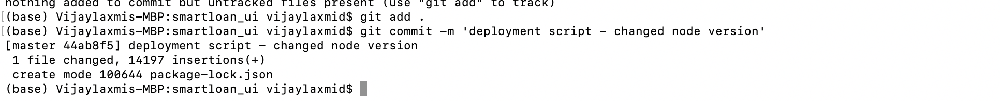 nothing added to commit but untracked files present (use "git add" to track)
[(base) Vijaylaxmis-MBP:smartloan_ui vijaylaxmid$ git add .
[(base) Vijaylaxmis-MBP:smartloan_ui vijaylaxmid$ git commit -m 'deployment script - changed node version'
[master 44ab8f5] deployment script - changed node version
 1 file changed, 14197 insertions(+)
 create mode 100644 package-lock.json
(base) Vijaylaxmis-MBP:smartloan_ui vijaylaxmid$